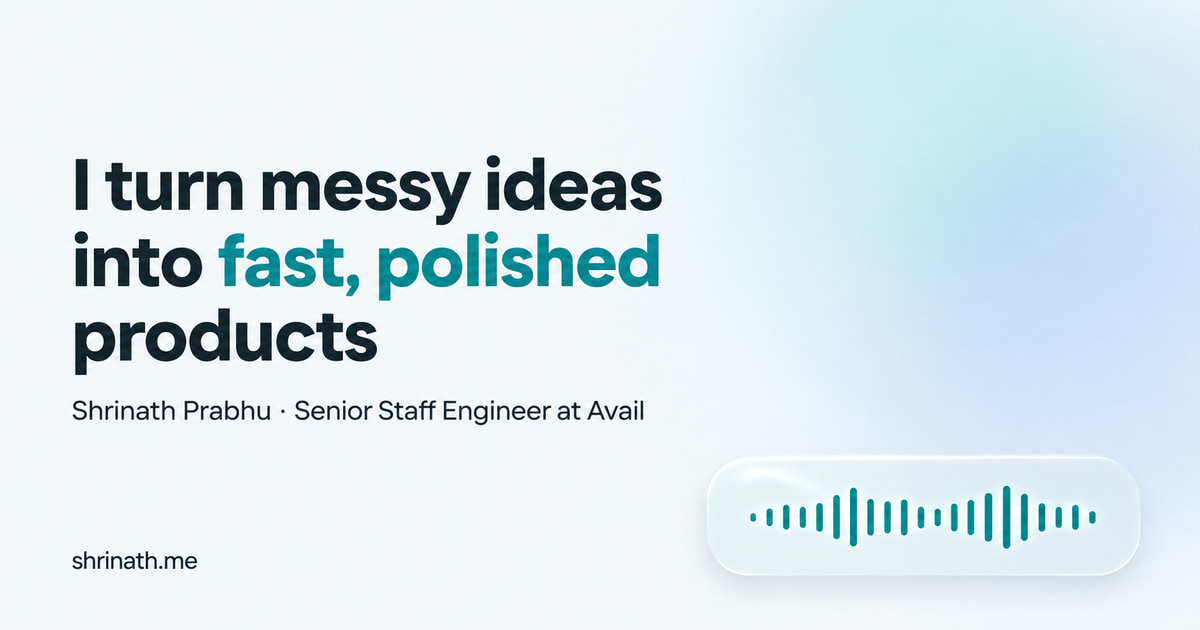 I turn messy ideas
into fast, polished
products
Shrinath Prabhu · Senior Staff Engineer at Avail
shrinath.me